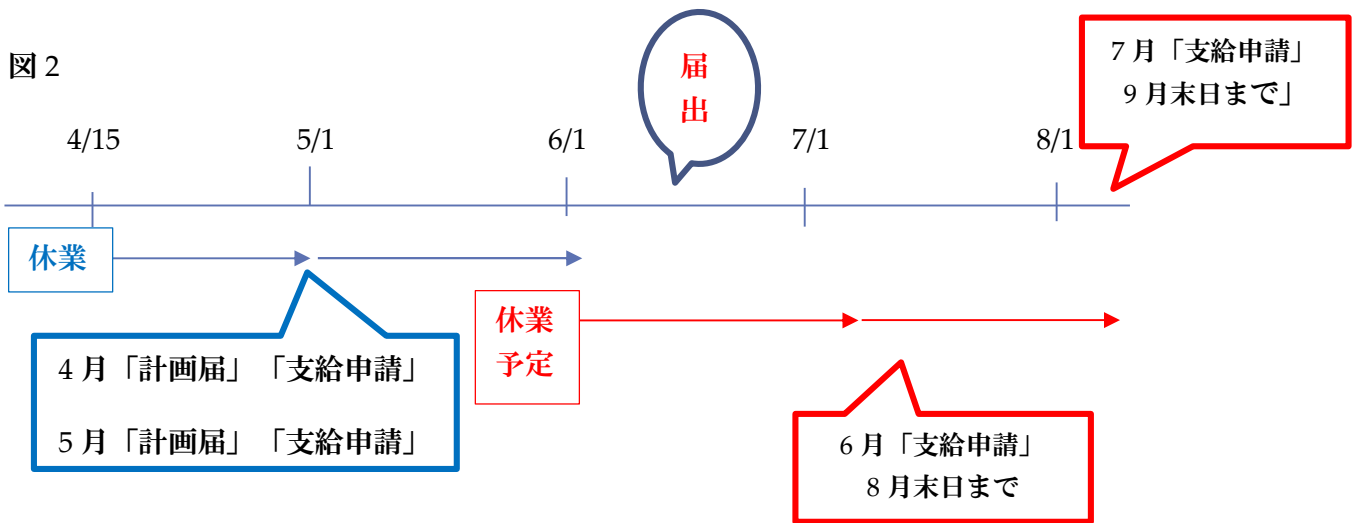 図2
届
出
7月「支給申請」
9月末日まで」
4/15
5/1
6/1
7/1
8/1
休業
休業
予定
4月「計画届」「支給申請」
5月「計画届」「支給申請」
6月「支給申請」
8月末日まで